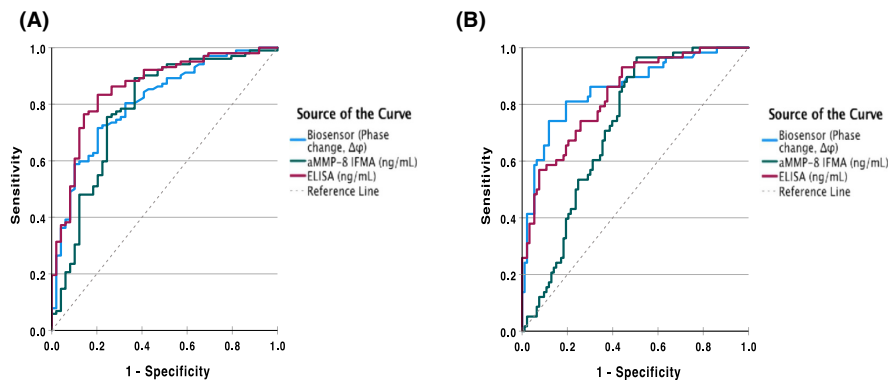 (A)
1.0
0.8
0.6
0.4
0.2
0.0
Sensitivity
0.0 0.2 0.4 0.6 0.8 1.0
1 - Specificity
Source of the Curve
Biosensor (Phase
change, Δφ)
aMMP-8 IFMA (ng/mL)
ELISA (ng/mL)
Reference Line
(B)
1.0
0.8
0.6
0.4
0.2
0.0
Sensitivity
0.0 0.2 0.4 0.6 0.8 1.0
1 - Specificity
Source of the Curve
Biosensor (Phase
change, Δφ)
aMMP-8 IFMA (ng/mL)
ELISA (ng/mL)
Reference Line